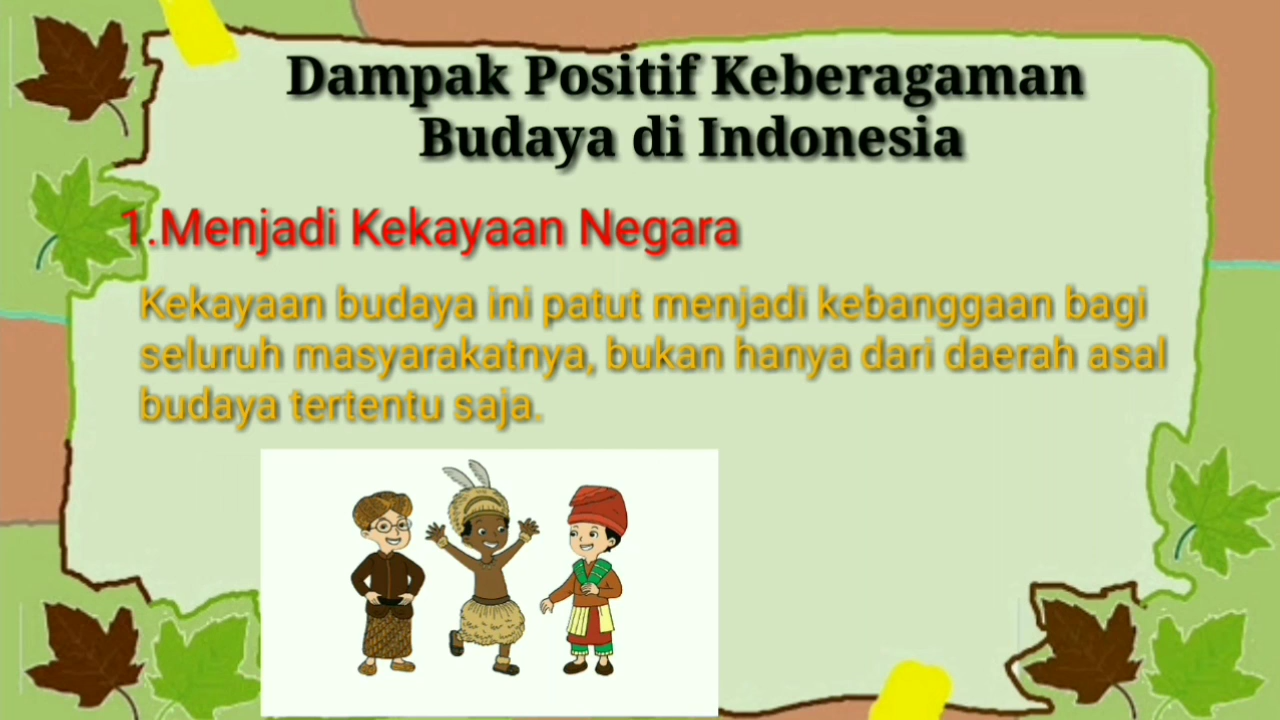 Dampak Positif Keberagaman
Budaya di Indonesia
1.Menjadi Kekayaan Negara
Kekayaan budaya ini patut menjadi kebanggaan bagi
seluruh masyarakatnya, bukan hanya dari daerah asal
budaya tertentu saja.